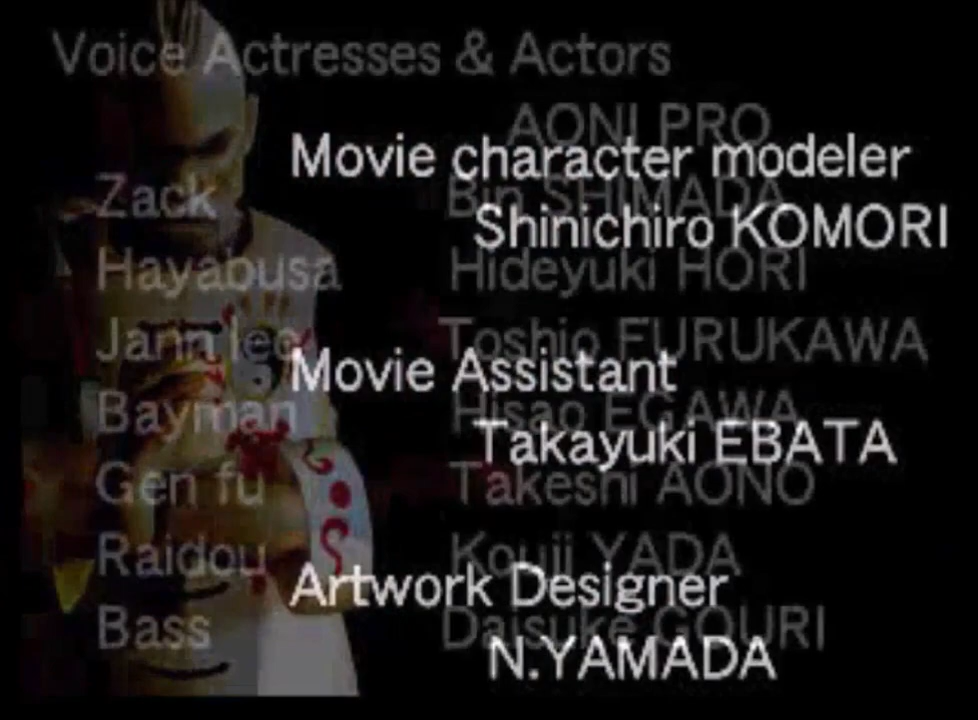 Voice Actresses & Actors
AONI PRO
Movie character modeler
Zack Bin SHIMADA
Shinichiro KOMORI
Hayabusa Hideyuki HORI
Jann lee Toshio FURUKAWA
Movie Assistant
Bayman Hisao EGAWA
Takayuki EBATA
Gen fu Takeshi AONO
Raidou Kouji YADA
Artwork Designer
Bass Daisuke GOURI
N.YAMADA